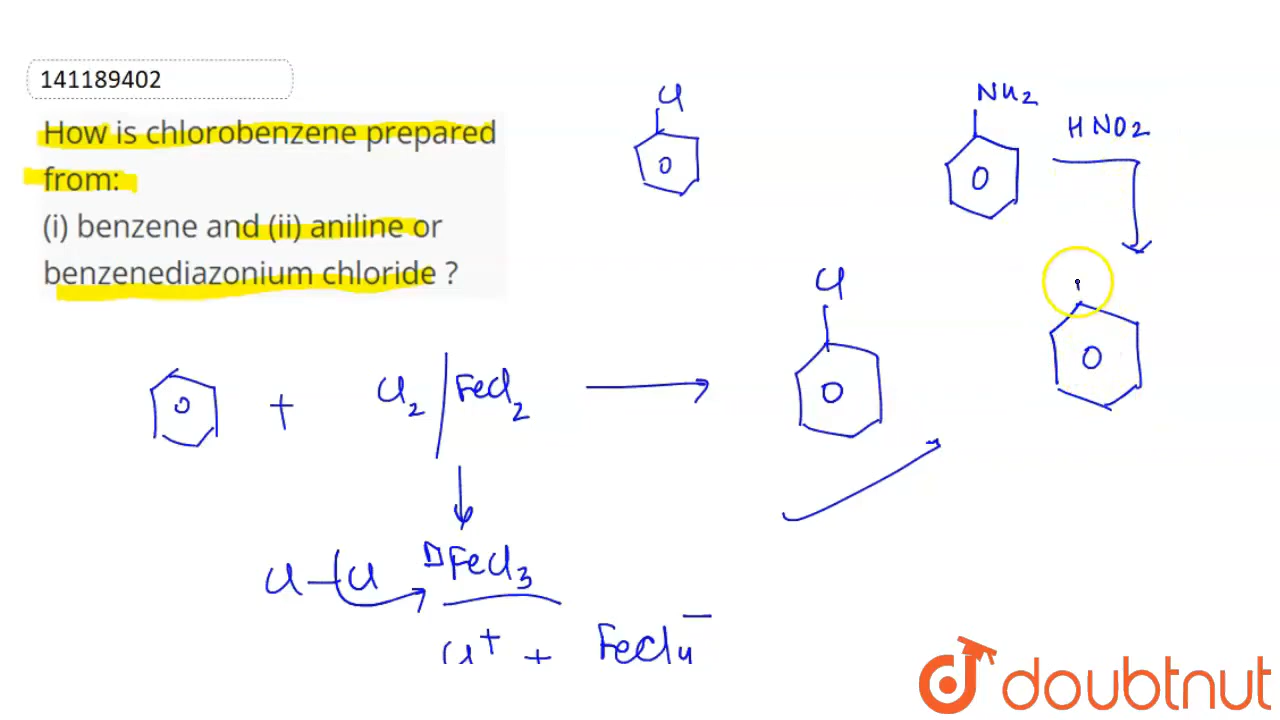 141189402
How is chlorobenzene prepared
from:
(i) benzene and (ii) aniline or
benzenediazonium chloride ?
Cl
NH2
HNO2
Cl
+ Cl2 FeCl2
Cl-Cl FeCl3
Cl+ + FeCl4-
doubtnut